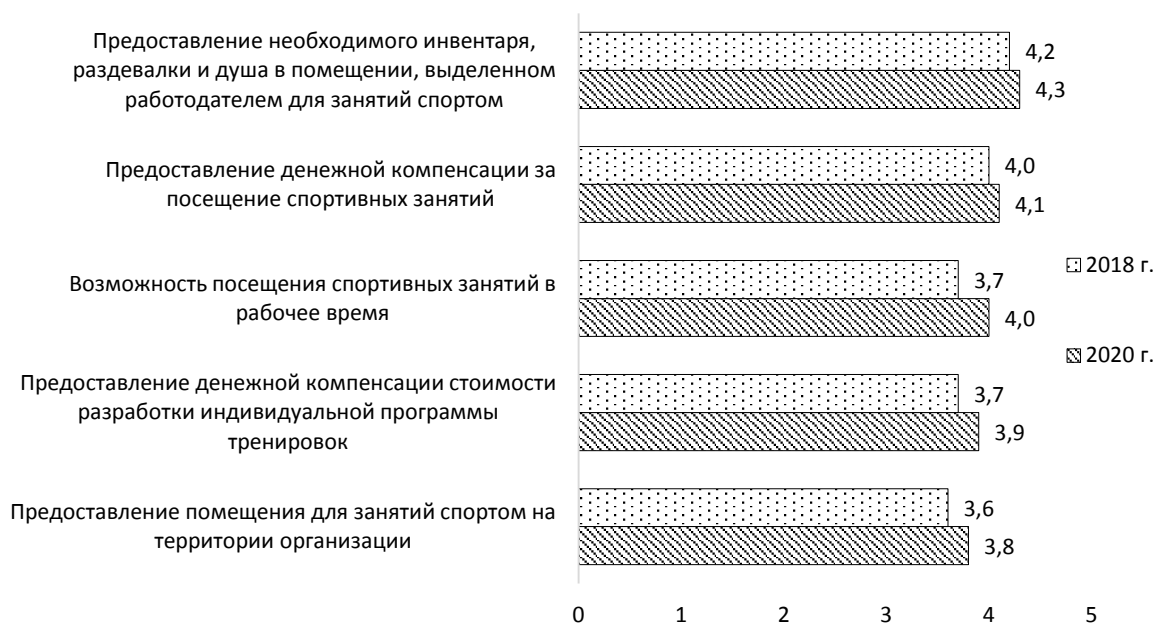 Предоставление необходимого инвентаря,
раздевалки и душа в помещении, выделенном
работодателем для занятий спортом
4,2
4,3
Предоставление денежной компенсации за
посещение спортивных занятий
4,0
4,1
Возможность посещения спортивных занятий в
рабочее время
3,7
4,0
2018 г.
2020 г.
Предоставление денежной компенсации стоимости
разработки индивидуальной программы
тренировок
3,7
3,9
Предоставление помещения для занятий спортом на
территории организации
3,6
3,8
0 1 2 3 4 5